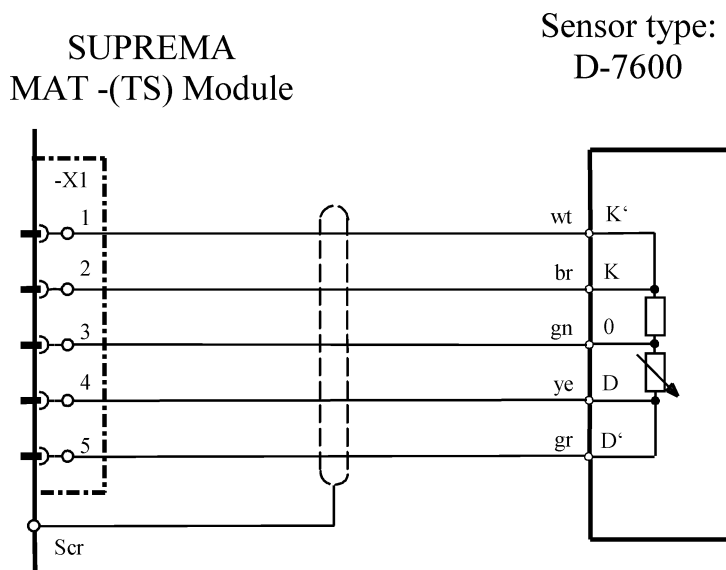 Sensor type:
D-7600
SUPREMA
MAT -(TS) Module
-X1
1 wt K‘
2 br K
3 gn 0
4 ye D
5 gr D‘
Scr